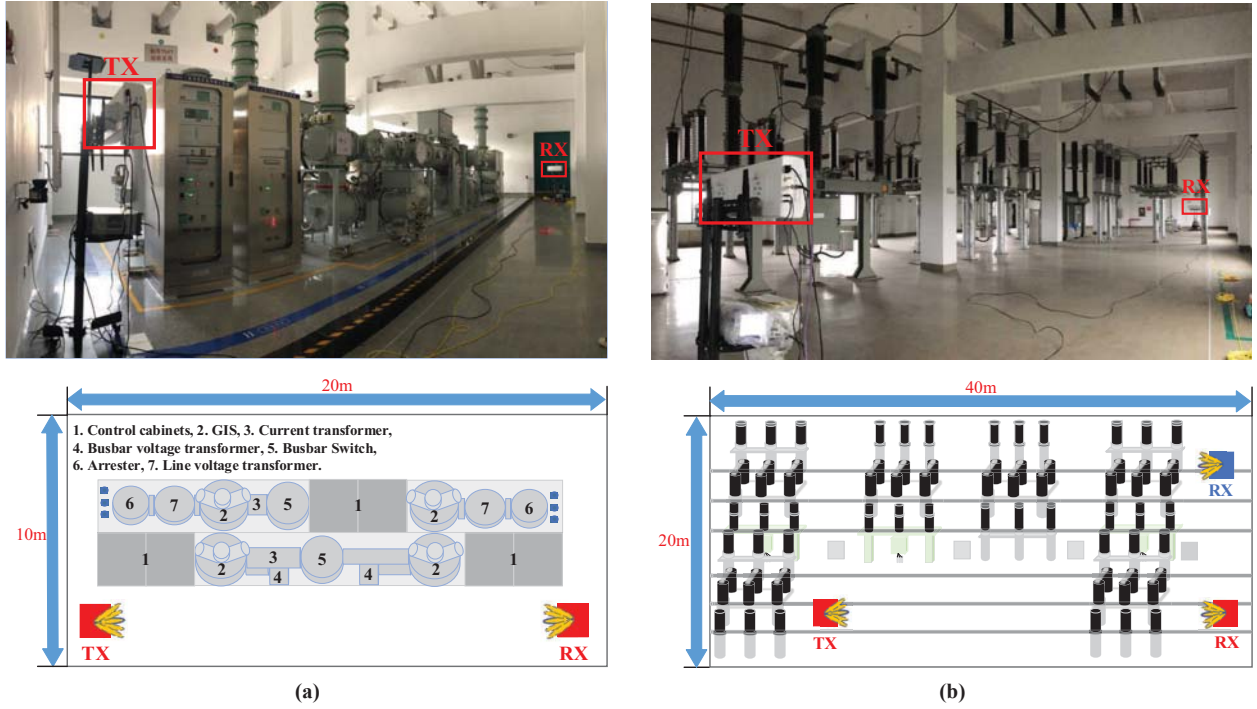 TX
RX
TX
RX
20m
10m
1. Control cabinets, 2. GIS, 3. Current transformer,
4. Busbar voltage transformer, 5. Busbar Switch,
6. Arrester, 7. Line voltage transformer.
6 7 2 3 5 1 2 7 6
1 2 3 5 2 1
4 4
TX RX
(a)
40m
20m
RX
TX RX
(b)